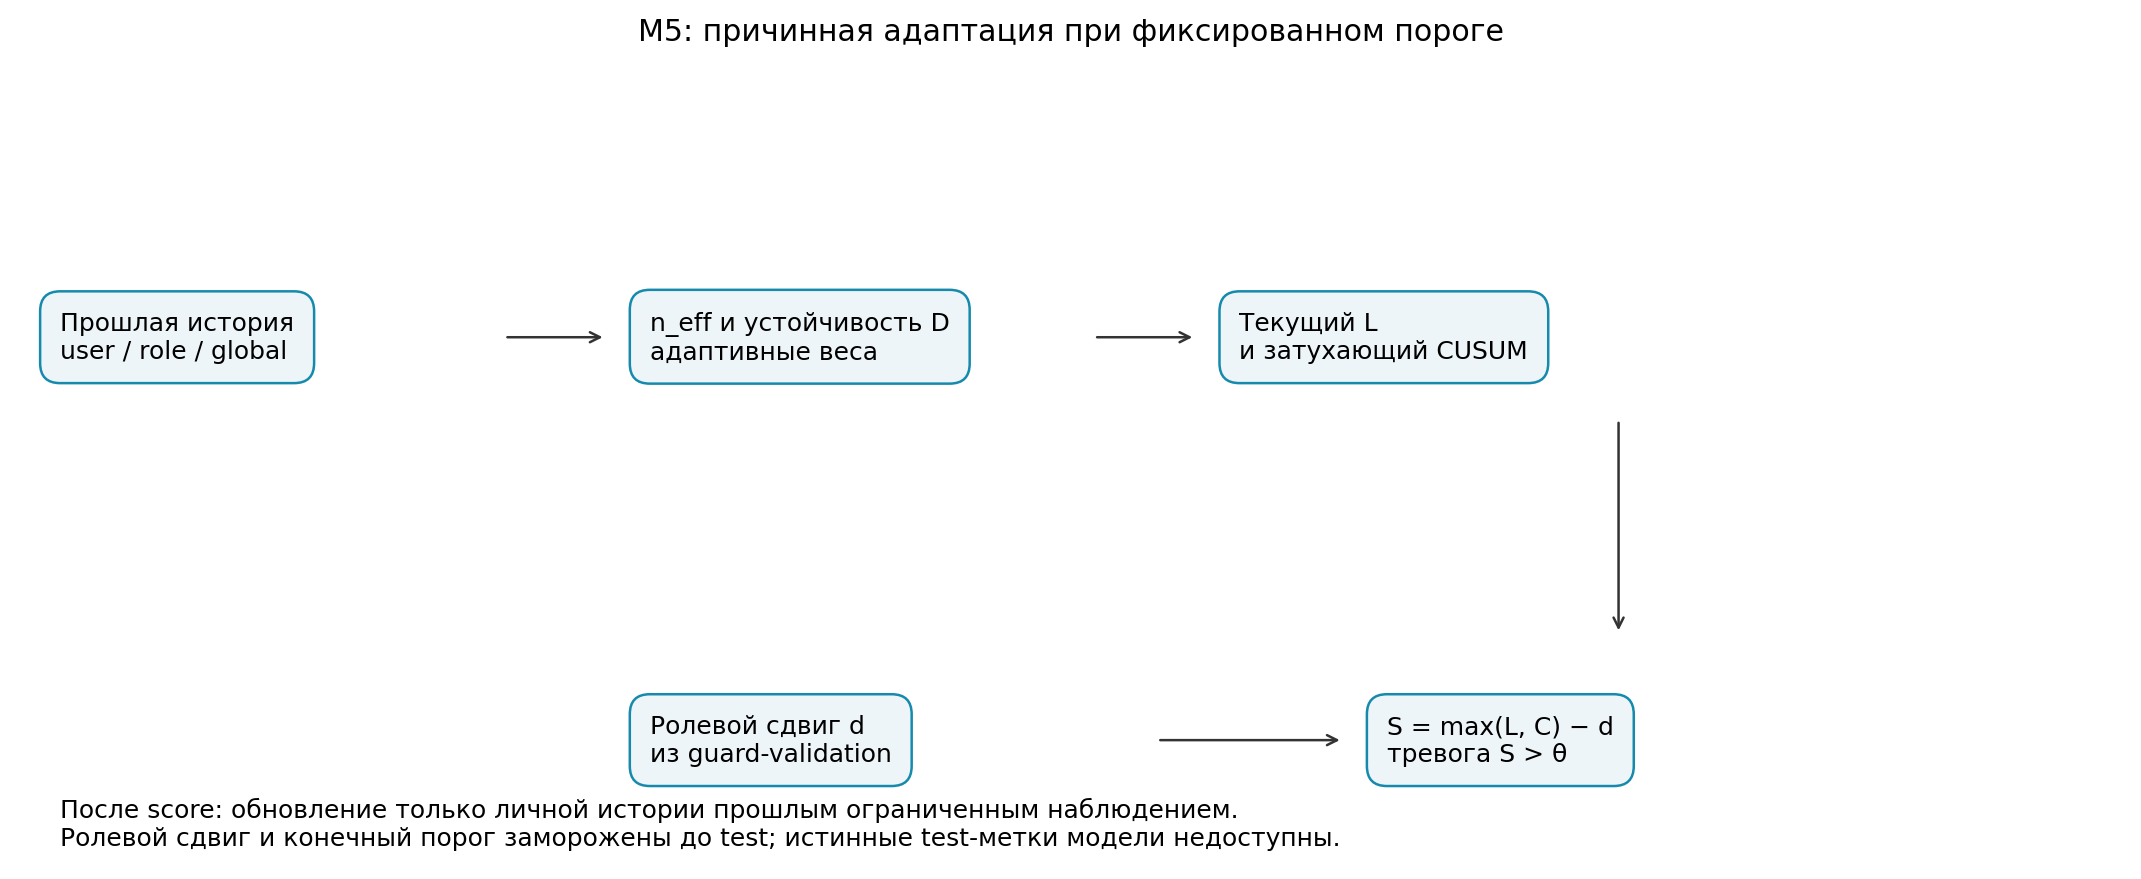 M5: причинная адаптация при фиксированном пороге
Прошлая история
user / role / global
n_eff и устойчивость D
адаптивные веса
Текущий L
и затухающий CUSUM
Ролевой сдвиг d
из guard-validation
S = max(L, C) − d
тревога S > θ
После score: обновление только личной истории прошлым ограниченным наблюдением.
Ролевой сдвиг и конечный порог заморожены до test; истинные test-метки модели недоступны.